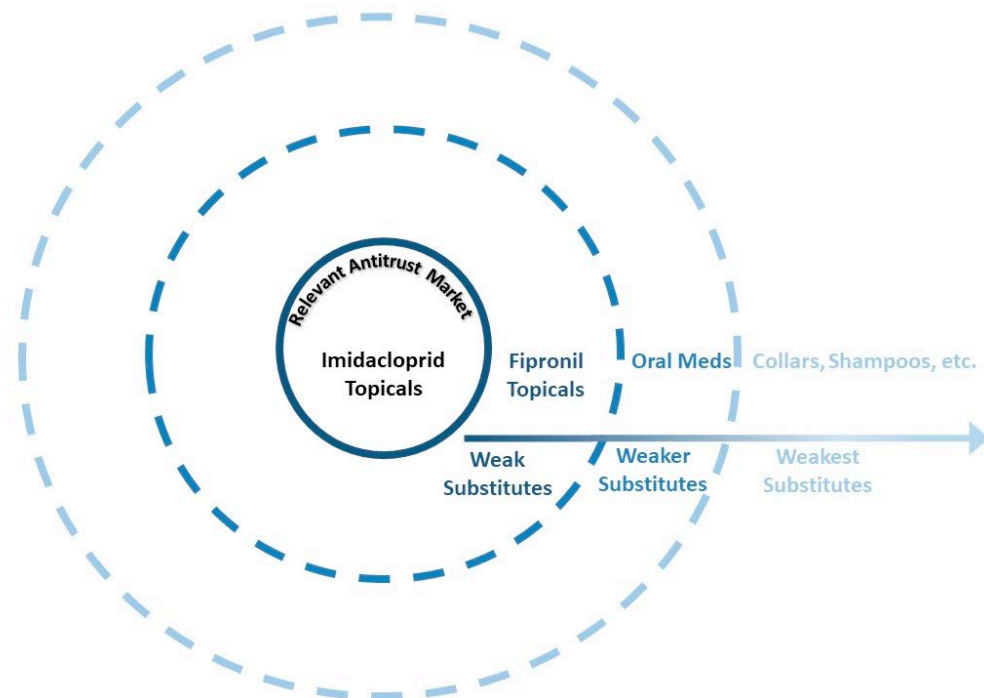 Relevant Antitrust Market
Imidacloprid
Topicals
Fipronil
Topicals
Oral Meds
Collars, Shampoos, etc.
Weak
Substitutes
Weaker
Substitutes
Weakest
Substitutes